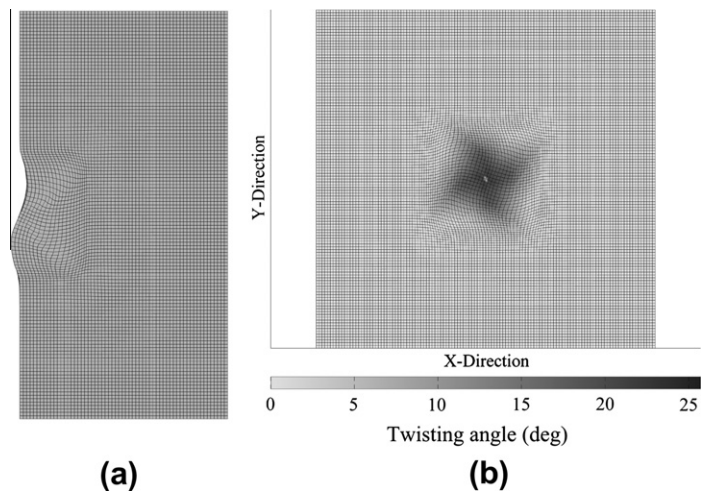 Y-Direction
X-Direction
0 5 10 15 20 25
Twisting angle (deg)
(a) (b)